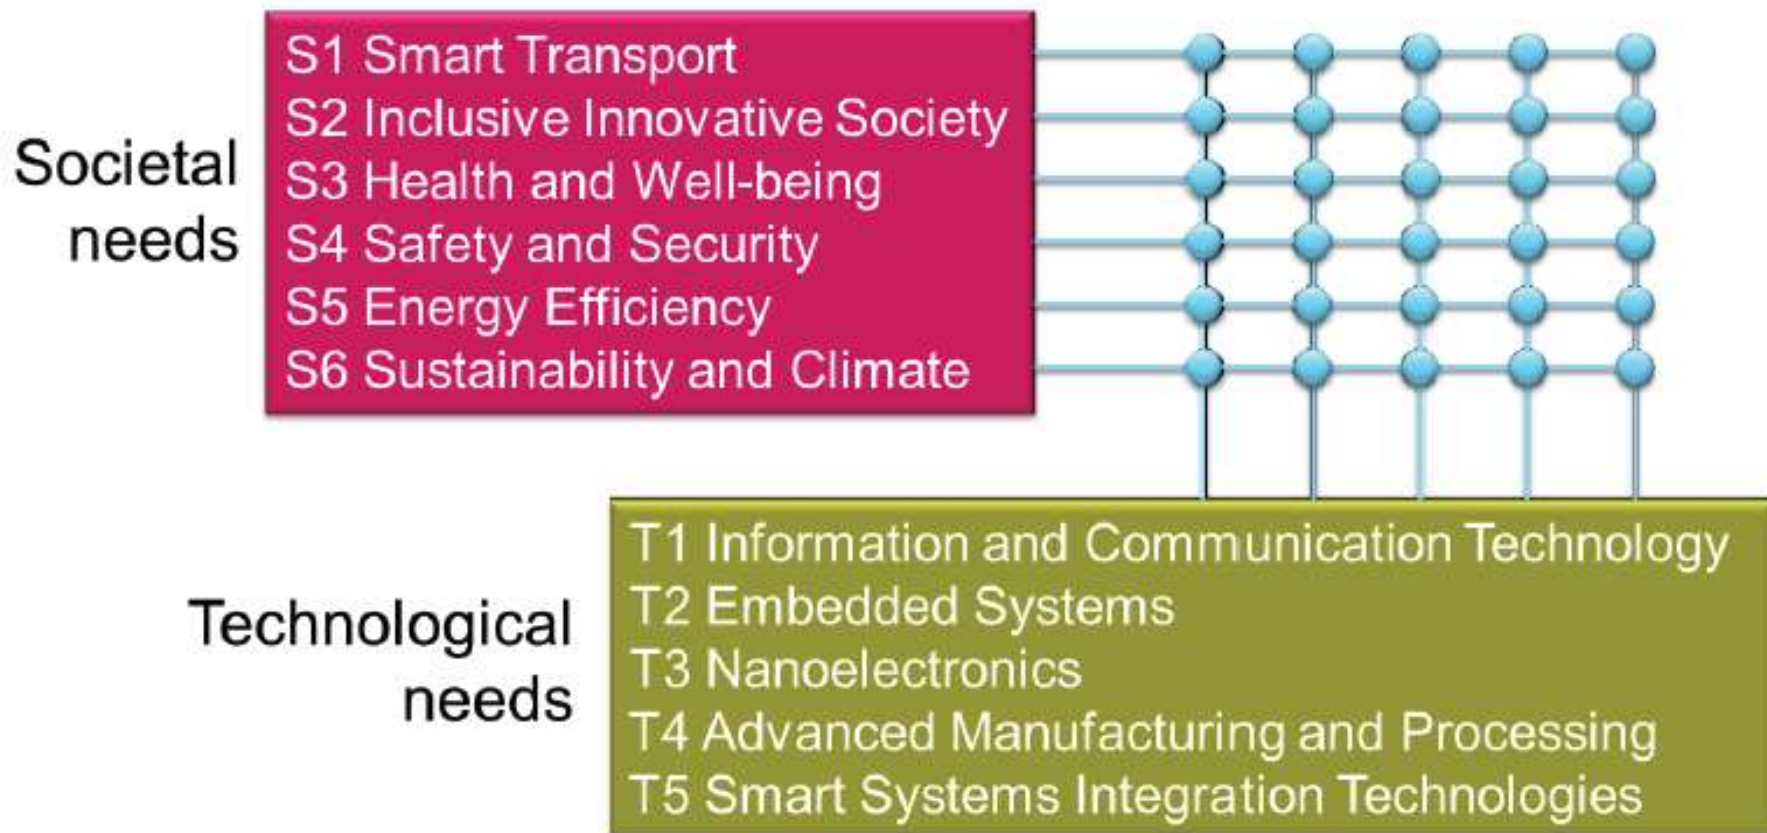 Societal
needs
S1 Smart Transport
S2 Inclusive Innovative Society
S3 Health and Well-being
S4 Safety and Security
S5 Energy Efficiency
S6 Sustainability and Climate
Technological
needs
T1 Information and Communication Technology
T2 Embedded Systems
T3 Nanoelectronics
T4 Advanced Manufacturing and Processing
T5 Smart Systems Integration Technologies